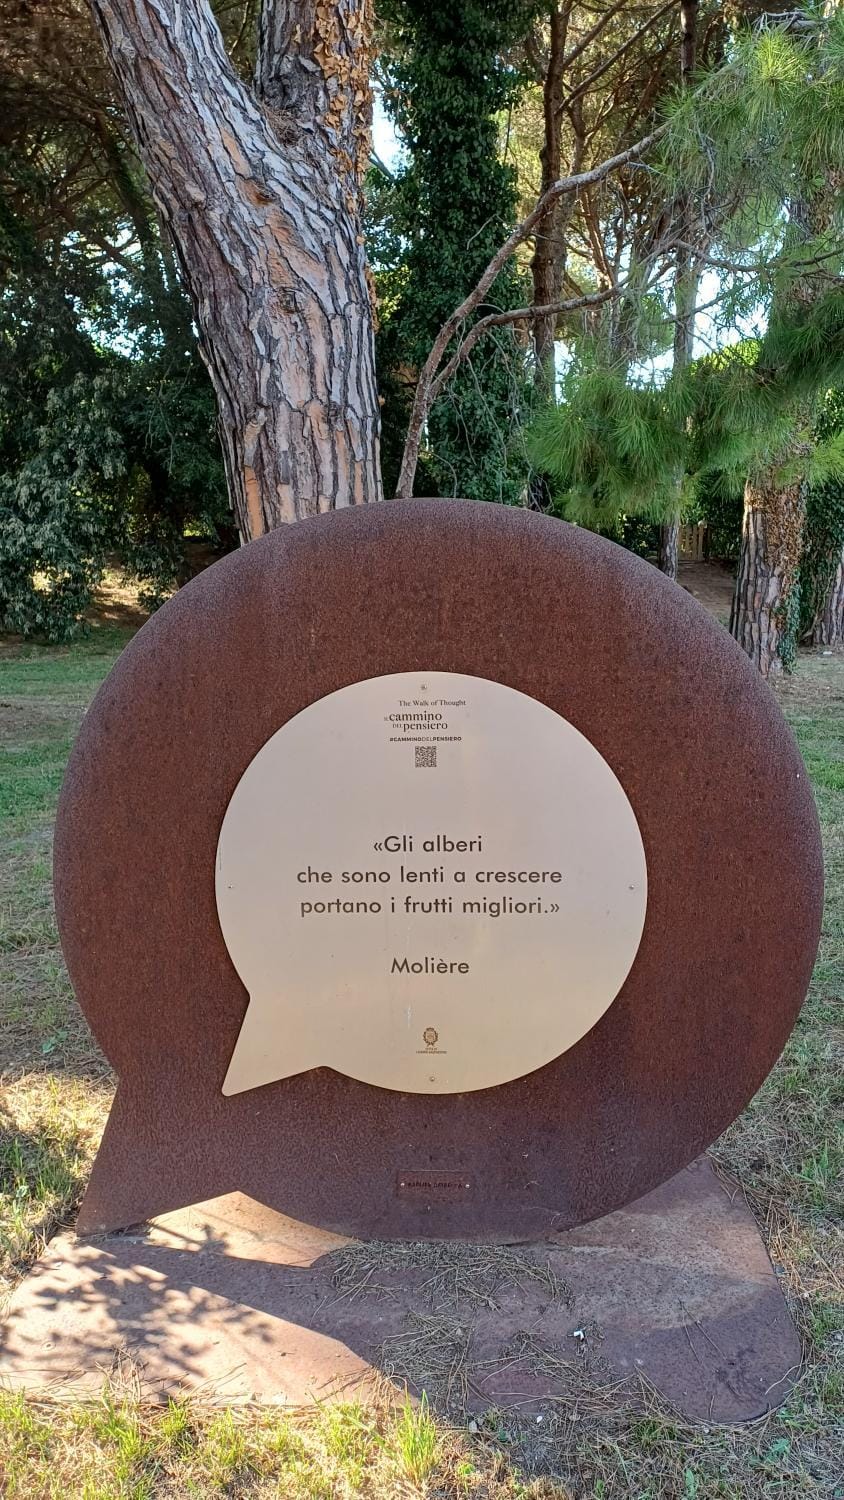 The Walk of Thought
IL cammino
DEL pensiero
#CAMMINODELPENSIERO
«Gli alberi
che sono lenti a crescere
portano i frutti migliori.»
Molière